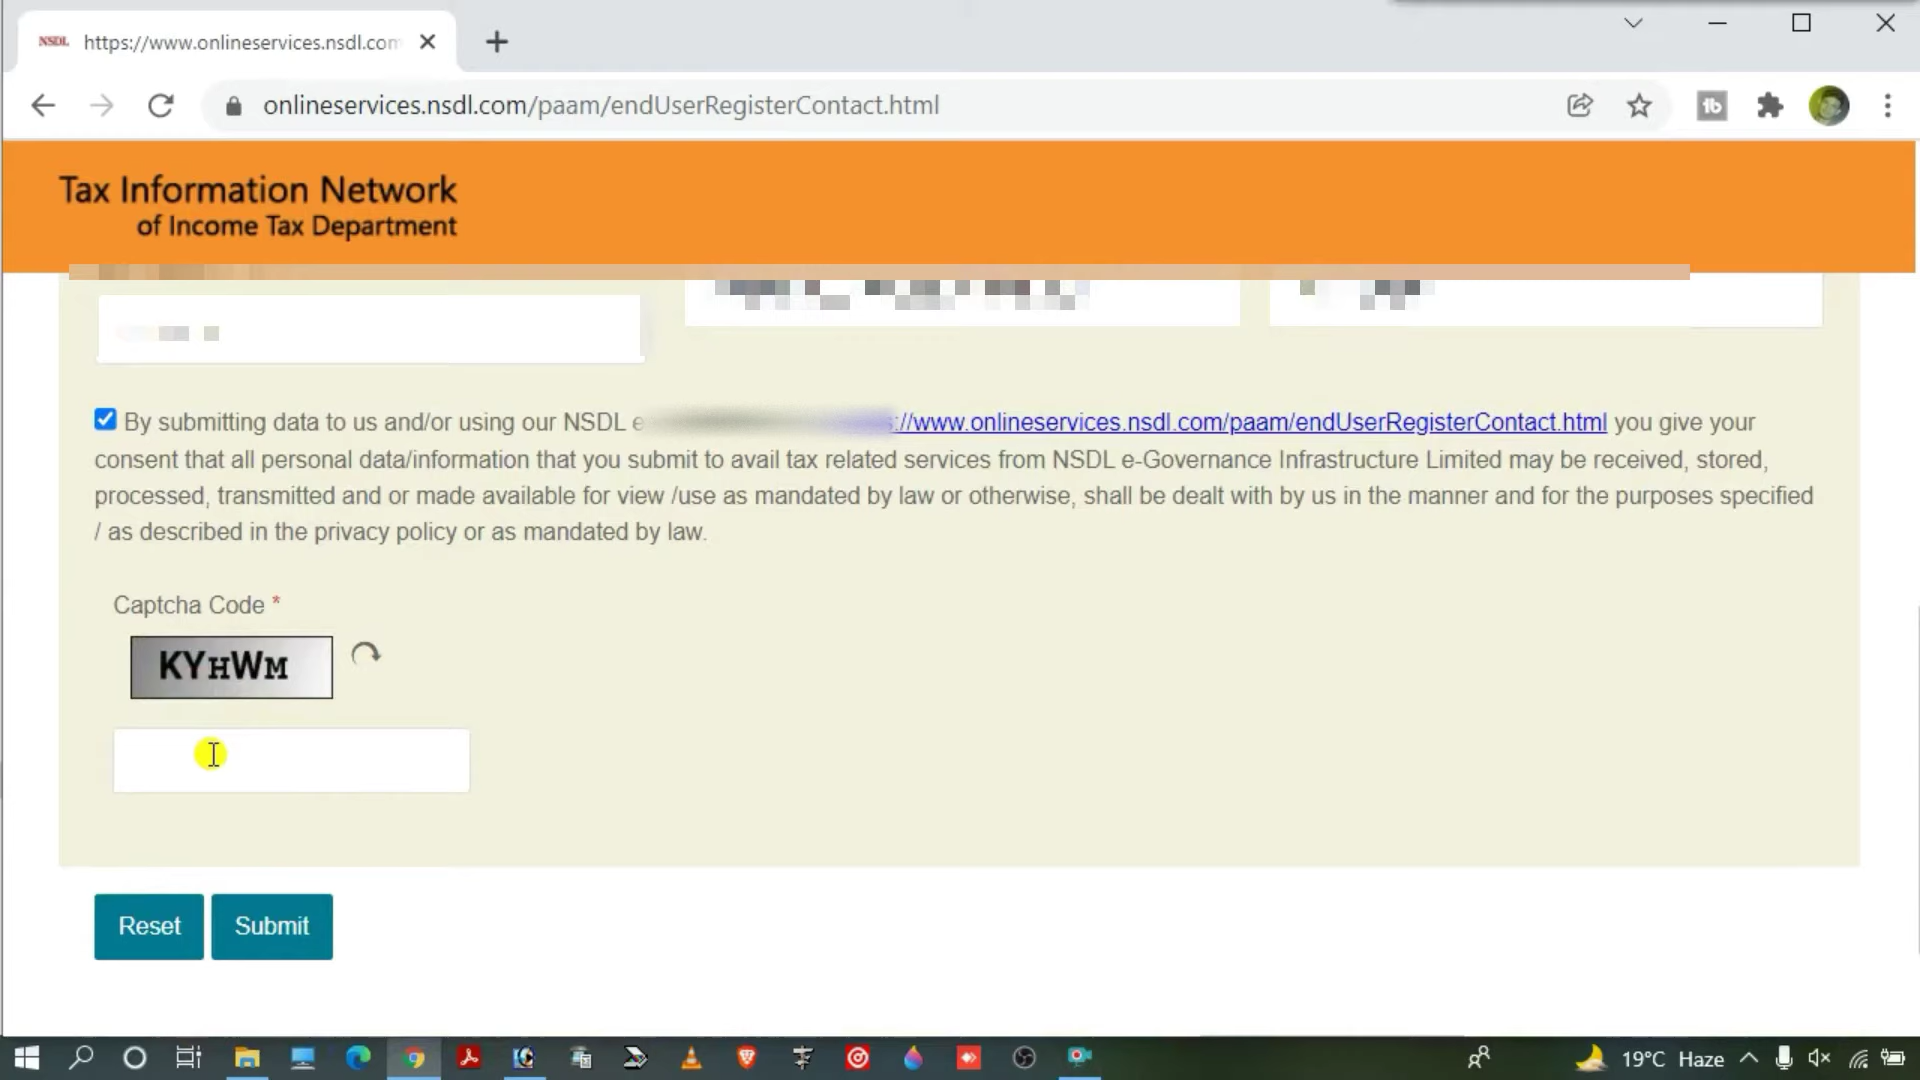 NSDL https://www.onlineservices.nsdl.com
onlineservices.nsdl.com/paam/endUserRegisterContact.html
Tax Information Network
of Income Tax Department
By submitting data to us and/or using our NSDL e ://www.onlineservices.nsdl.com/paam/endUserRegisterContact.html you give your
consent that all personal data/information that you submit to avail tax related services from NSDL e-Governance Infrastructure Limited may be received, stored,
processed, transmitted and or made available for view /use as mandated by law or otherwise, shall be dealt with by us in the manner and for the purposes specified
/ as described in the privacy policy or as mandated by law.
Captcha Code *
KYHWM
Reset Submit
19°C Haze